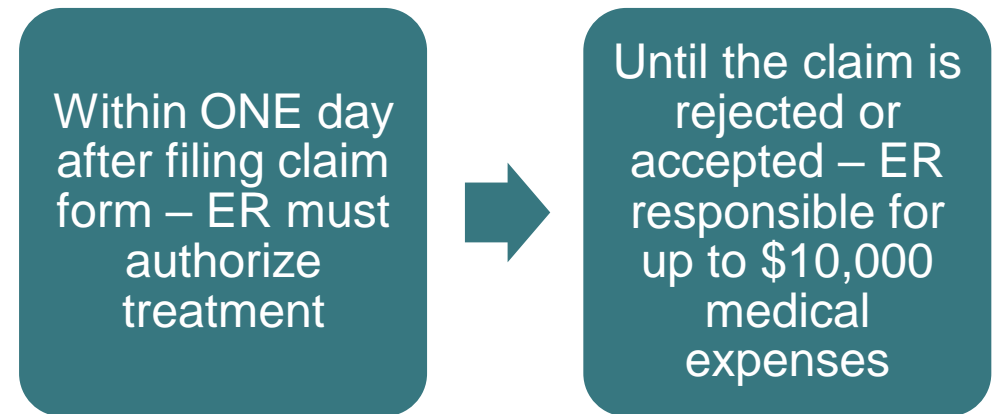 Within ONE day
after filing claim
form – ER must
authorize
treatment
Until the claim is
rejected or
accepted – ER
responsible for
up to $10,000
medical
expenses